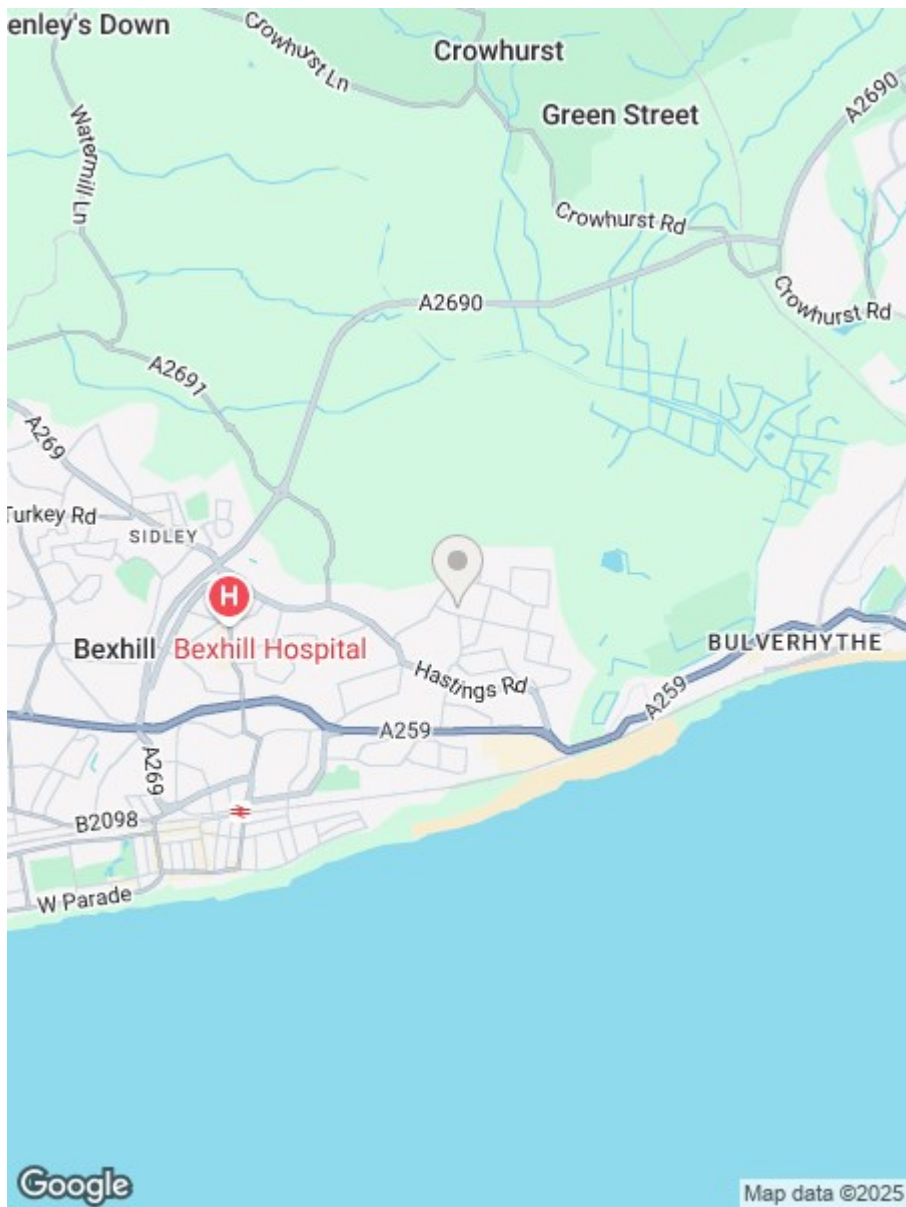 enley's Down
Crowhurst Ln
Crowhurst
Green Street
A2690
Watermill Ln
Crowhurst Rd
A2690
Crowhurst Rd
A2691
A269
Turkey Rd
SIDLEY
H
Bexhill
Bexhill Hospital
Hastings Rd
BULVERHYTHE
A259
A259
A269
B2098
W Parade
Google
Map data ©2025